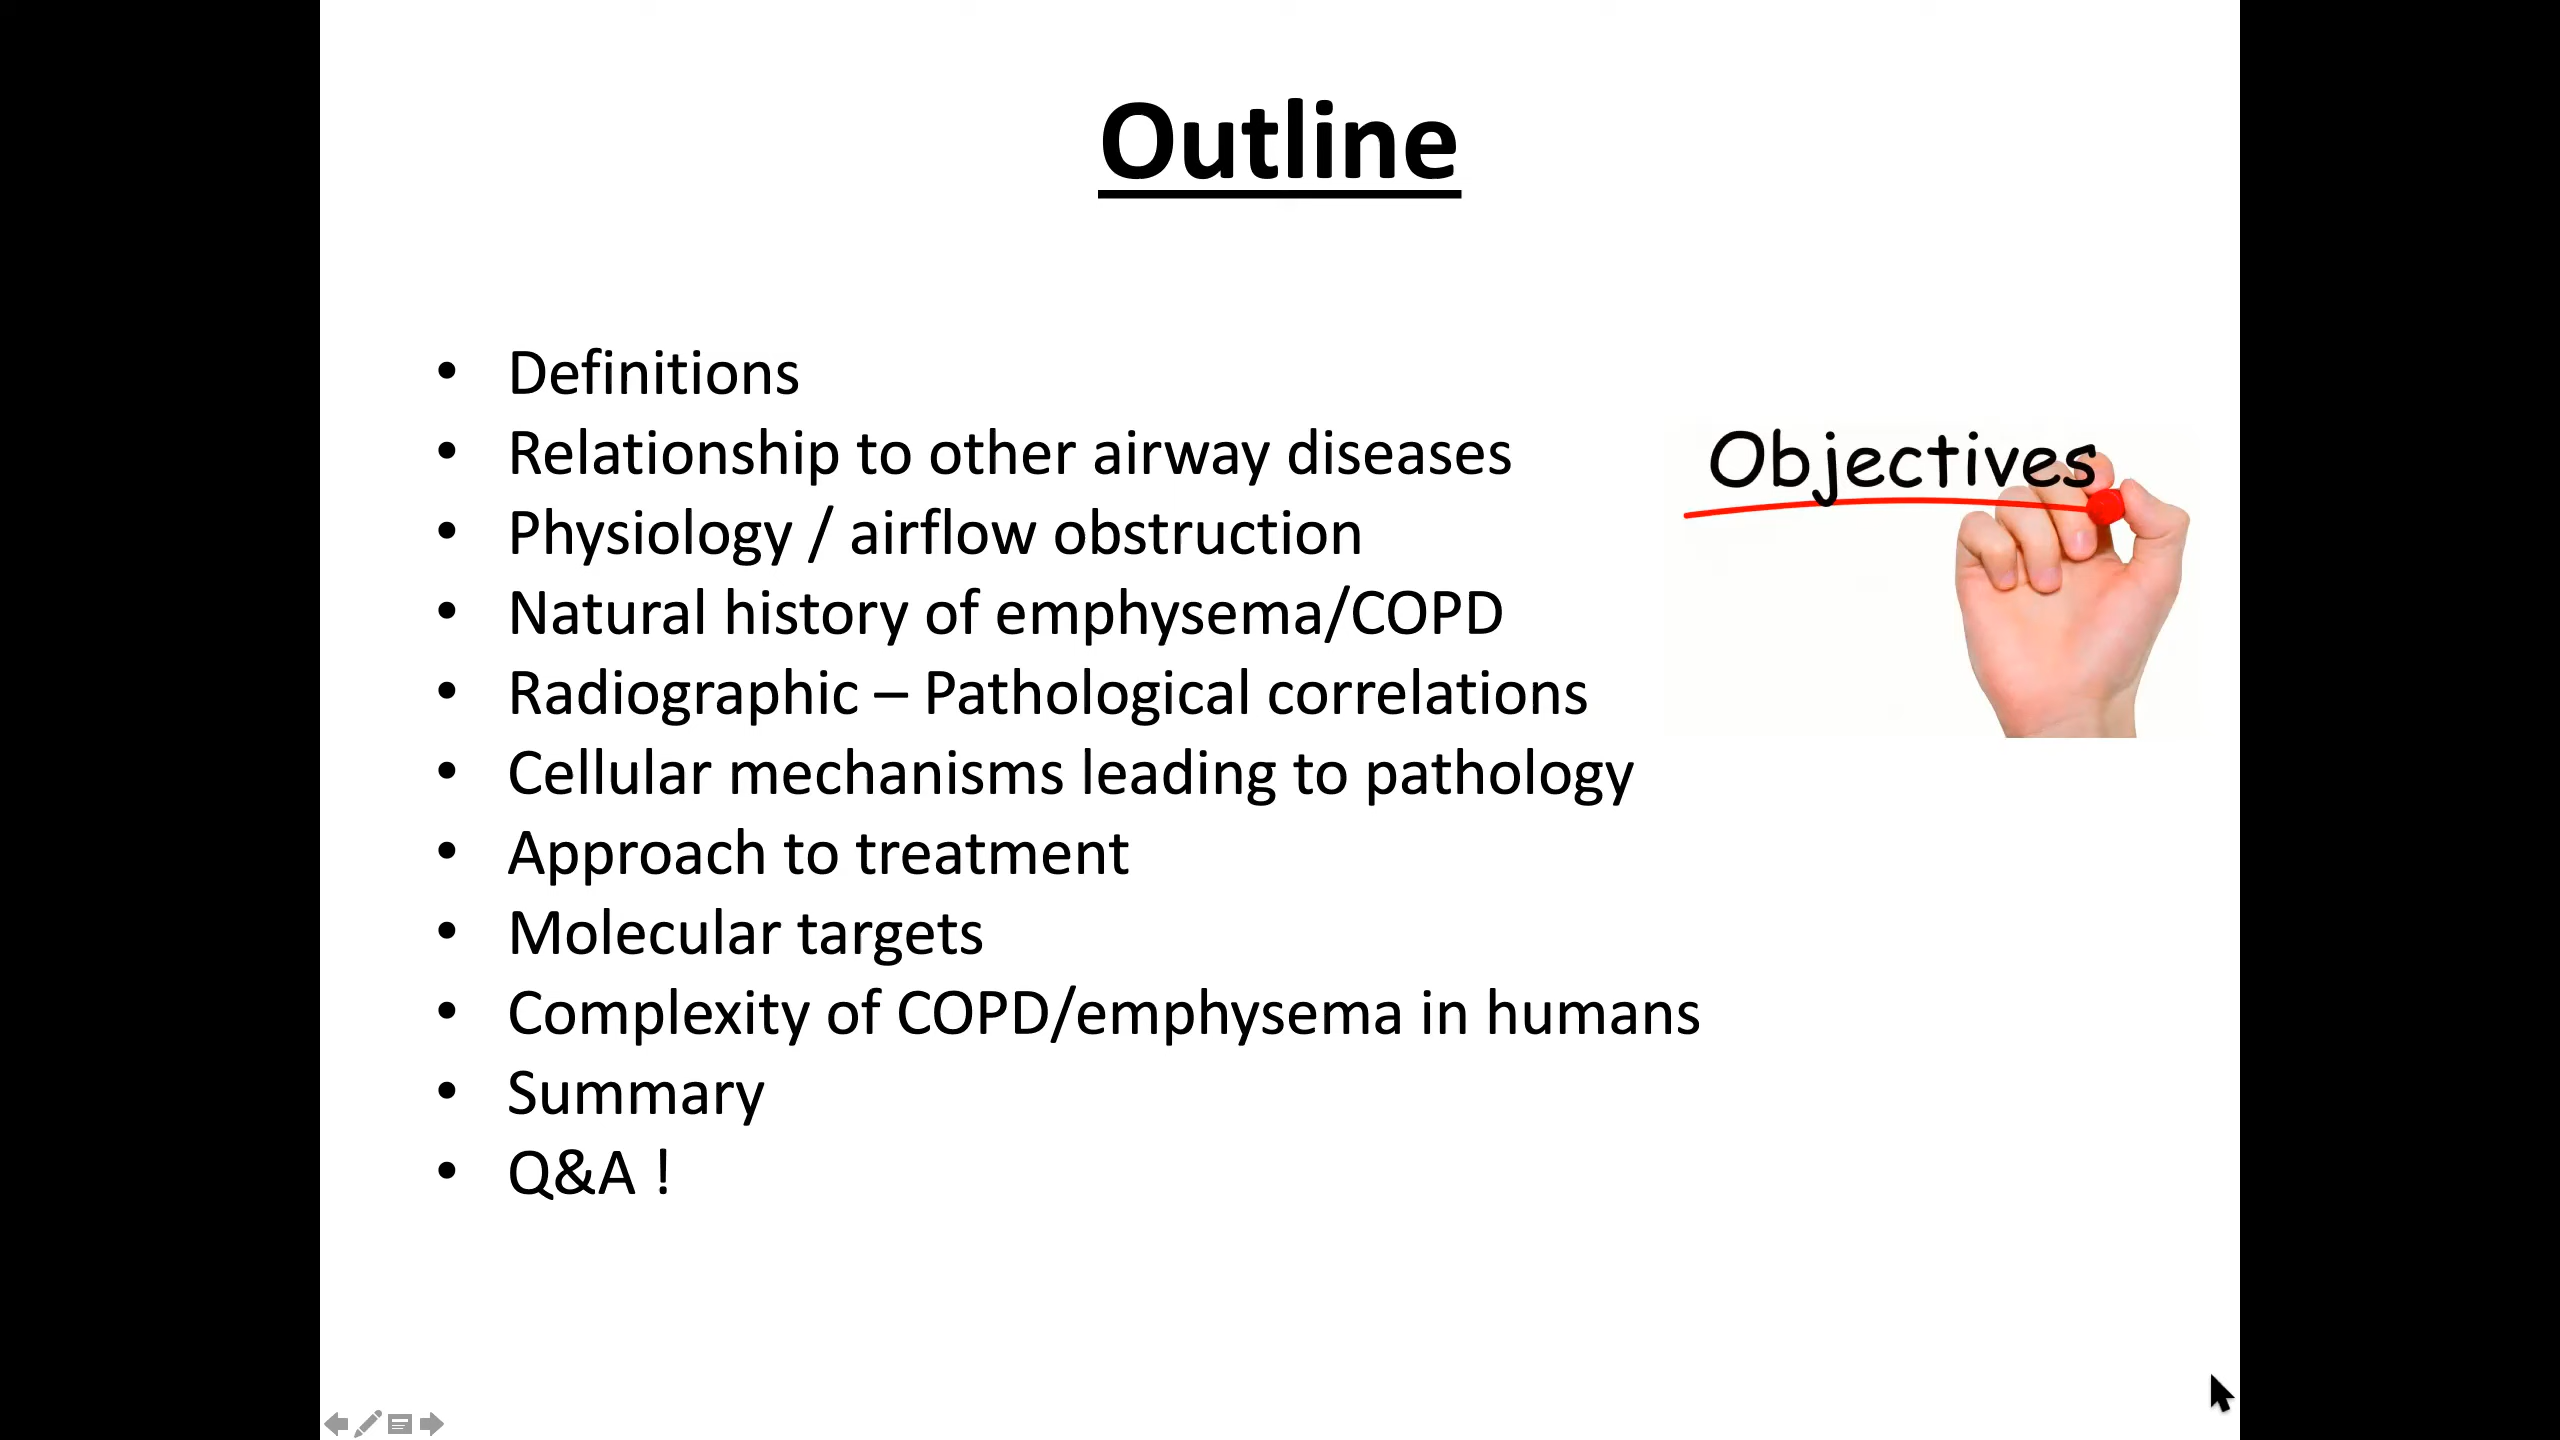 Outline
• Definitions
• Relationship to other airway diseases
• Physiology / airflow obstruction
• Natural history of emphysema/COPD
• Radiographic – Pathological correlations
• Cellular mechanisms leading to pathology
• Approach to treatment
• Molecular targets
• Complexity of COPD/emphysema in humans
• Summary
• Q&A !
Objectives